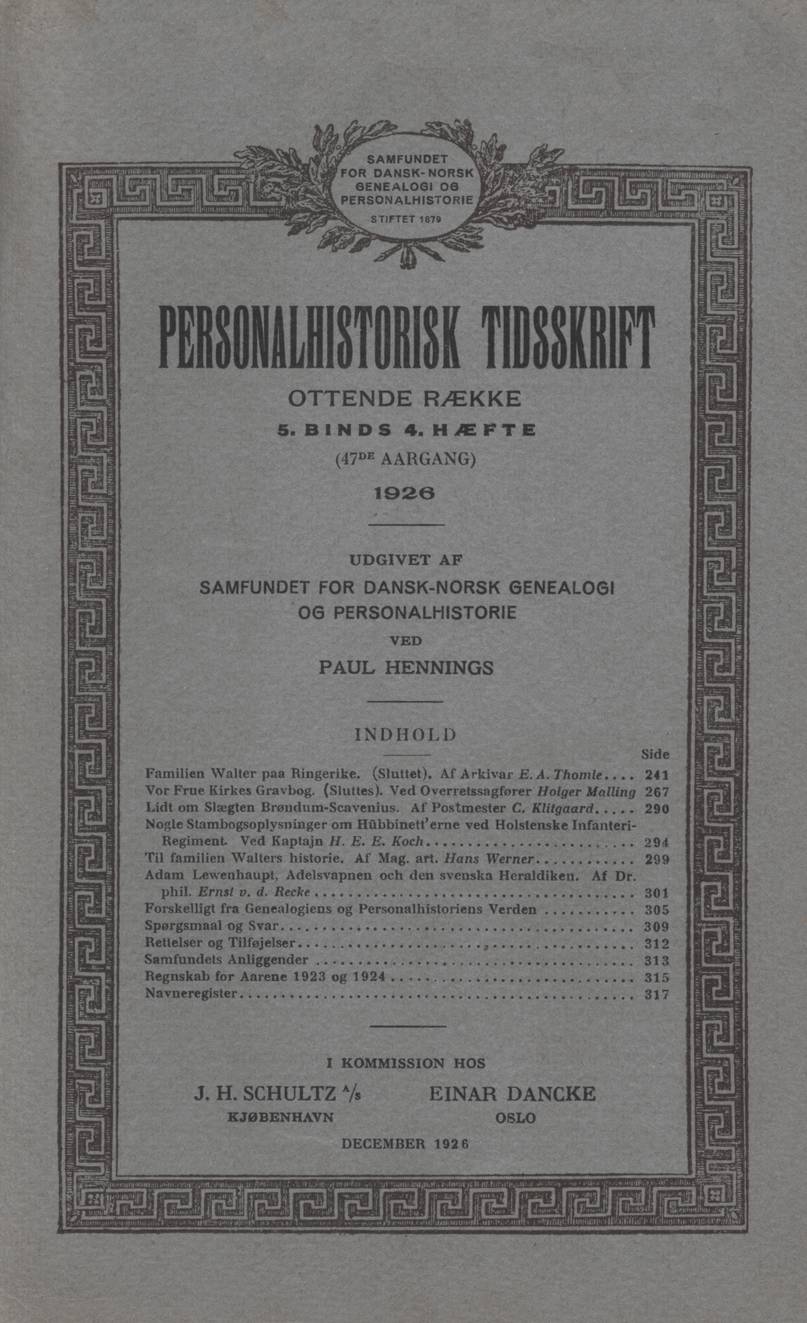 SAMFUNDET
FOR DANSK-NORSK
GENEALOGI OG
PERSONALHISTORIE
STIFTET 1879
PERSONALHISTORISK TIDSSKRIFT
OTTENDE RÆKKE
5. BINDS 4. HÆFTE
(47DE AARGANG)
1926
UDGIVET AF
SAMFUNDET FOR DANSK-NORSK GENEALOGI
OG PERSONALHISTORIE
VED
PAUL HENNINGS
INDHOLD
Side
Familien Walter paa Ringerike. (Sluttet). Af Arkivar E. A. Thomle.... 241
Vor Frue Kirkes Gravbog. (Sluttes). Ved Overretssagfører Holger Malling 267
Lidt om Slægten Brøndum-Scavenius. Af Postmester C. Klitgaard..... 290
Nogle Stambogsoplysninger om Hübbinett'erne ved Holstenske Infanteri-
Regiment. Ved Kaptajn H. E. E. Koch......................... 294
Til familien Walters historie. Af Mag. art. Hans Werner............ 299
Adam Lewenhaupt, Adelsvapnen och den svenska Heraldiken. Af Dr.
phil. Ernst v. d. Recke...................................... 301
Forskelligt fra Genealogiens og Personalhistoriens Verden ........... 305
Spørgsmaal og Svar.......................................... 309
Rettelser og Tilføjelser........................................ 312
Samfundets Anliggender ...................................... 313
Regnskab for Aarene 1923 og 1924 ............................. 315
Navneregister............................................... 317
I KOMMISSION HOS
J. H. SCHULTZ A/S EINAR DANCKE
KJØBENHAVN OSLO
DECEMBER 1926